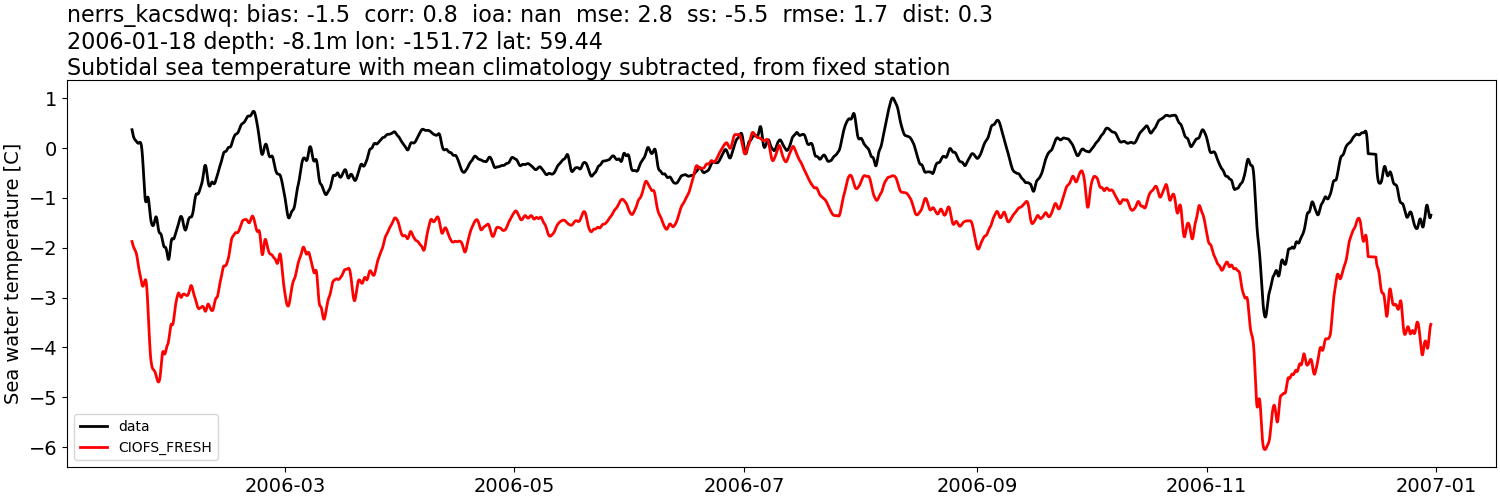 nerrs_kacsdwq: bias: -1.5  corr: 0.8  ioa: nan  mse: 2.8  ss: -5.5  rmse: 1.7  dist: 0.3
2006-01-18 depth: -8.1m lon: -151.72 lat: 59.44
Subtidal sea temperature with mean climatology subtracted, from fixed station
Sea water temperature [C]
1
0
−1
−2
−3
−4
−5
−6
data
CIOFS_FRESH
2006-03
2006-05
2006-07
2006-09
2006-11
2007-01